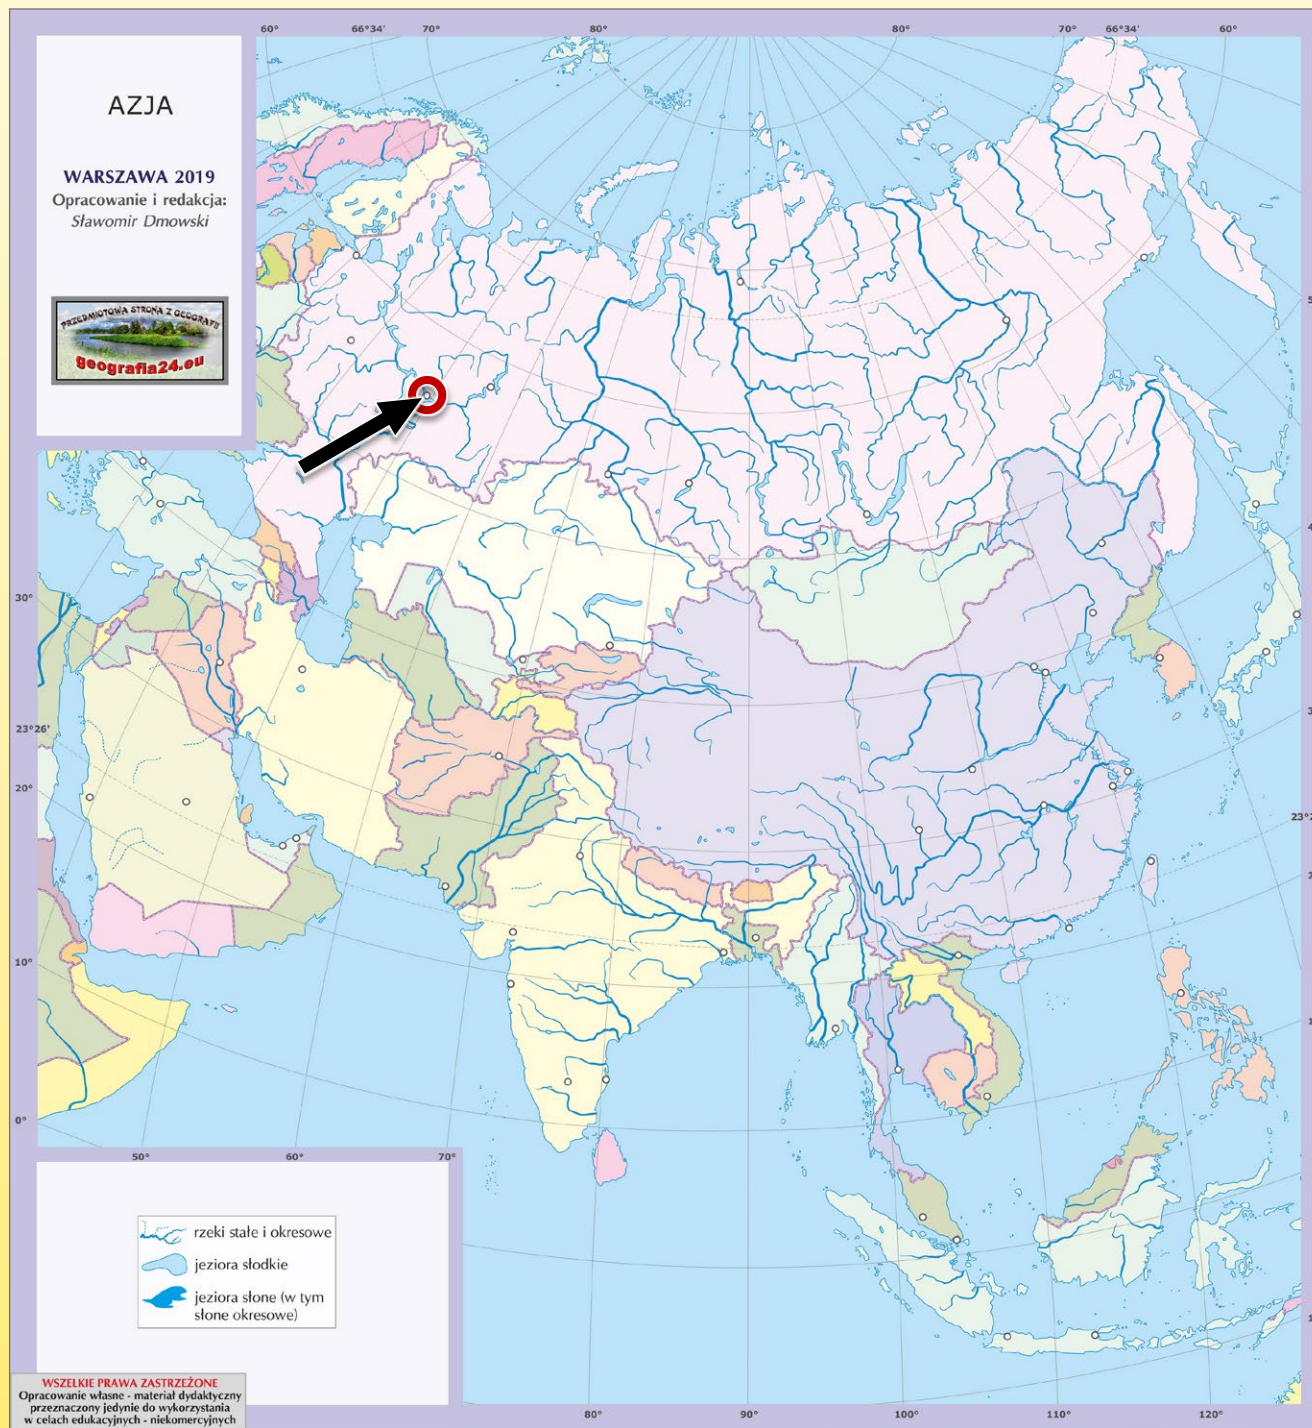 60° 66°34' 70° 80° 80° 70° 66°34' 60°
AZJA
WARSZAWA 2019
Opracowanie i redakcja:
Sławomir Dmowski
PRZEDMIOTOWA STRONA Z GEOGRAFII
geografia24.eu
30°
23°26'
20°
10°
0°
50° 60° 70°
rzeki stałe i okresowe
jeziora słodkie
jeziora słone (w tym
słone okresowe)
WSZELKIE PRAWA ZASTRZEŻONE
Opracowanie własne - materiał dydaktyczny
przeznaczony jedynie do wykorzystania
w celach edukacyjnych - niekomercyjnych
80° 90° 100° 110° 120°